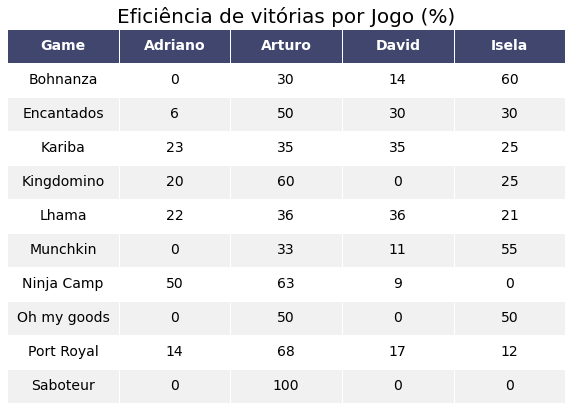 Eficiência de vitórias por Jogo (%)
Game Adriano Arturo David Isela
Bohnanza 0 30 14 60
Encantados 6 50 30 30
Kariba 23 35 35 25
Kingdomino 20 60 0 25
Lhama 22 36 36 21
Munchkin 0 33 11 55
Ninja Camp 50 63 9 0
Oh my goods 0 50 0 50
Port Royal 14 68 17 12
Saboteur 0 100 0 0